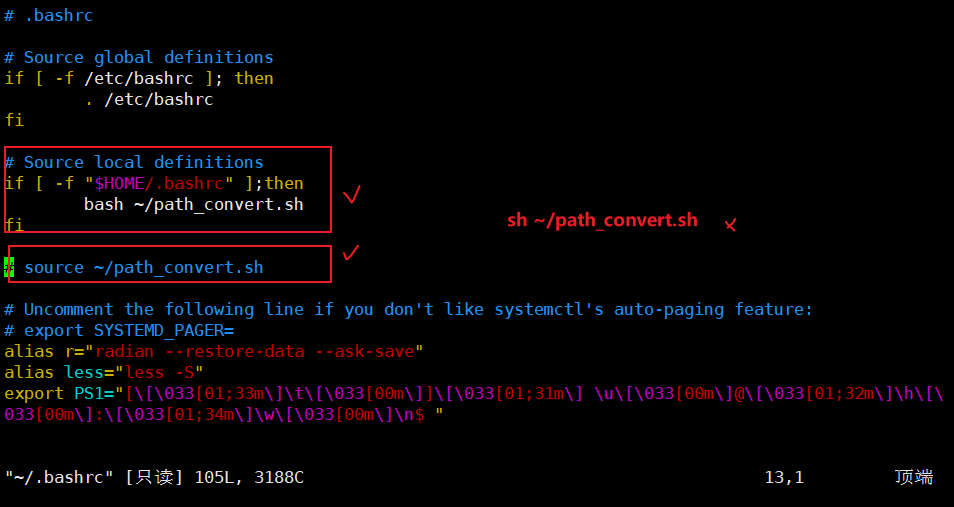 # .bashrc
# Source global definitions
if [ -f /etc/bashrc ]; then
        . /etc/bashrc
fi
# Source local definitions
if [ -f "$HOME/.bashrc" ];then
        bash ~/path_convert.sh
sh ~/path_convert.sh
fi
# source ~/path_convert.sh
# Uncomment the following line if you don't like systemctl's auto-paging feature:
# export SYSTEMD_PAGER=
alias r="radian --restore-data --ask-save"
alias less="less -S"
export PS1="[\[\033[01;33m\]\t\[\033[00m\]]\[\033[01;31m\] \u\[\033[00m\]@\[\033[01;32m\]\h\[\
033[00m\]:\[\033[01;34m\]\w\[\033[00m\]\n$ "
"~/.bashrc" [只读] 105L, 3188C 13,1 顶端